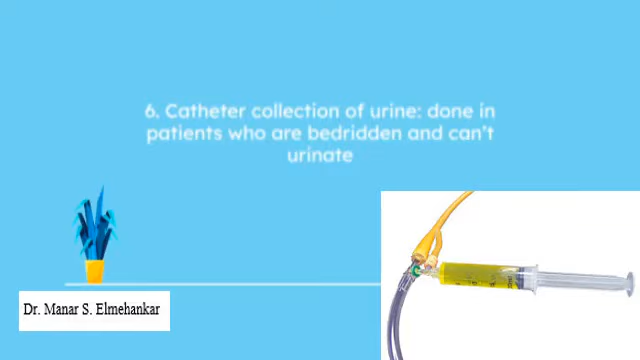 6. Catheter collection of urine: done in
patients who are bedridden and can't
urinate
Dr. Manar S. Elmehankar